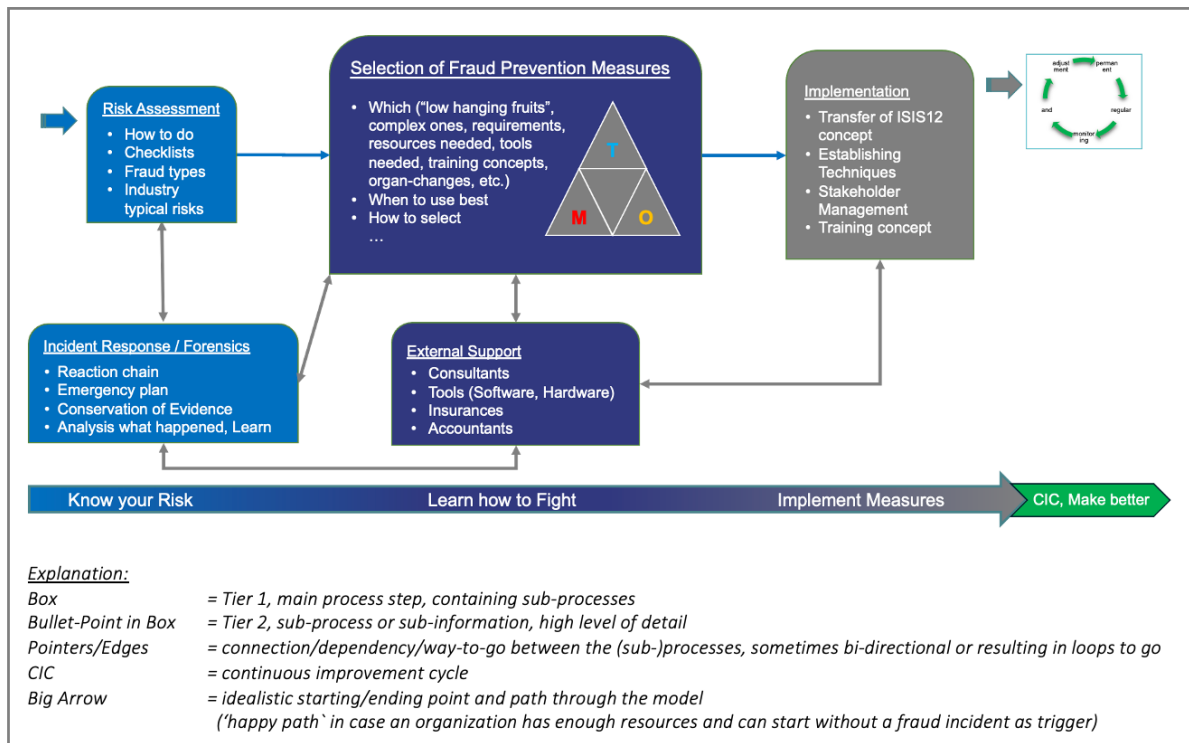 Risk Assessment
• How to do
• Checklists
• Fraud types
• Industry
typical risks
Selection of Fraud Prevention Measures
• Which (“low hanging fruits”,
complex ones, requirements,
resources needed, tools
needed, training concepts,
organ-changes, etc.)
• When to use best
• How to select
…
T
M
O
Implementation
• Transfer of ISIS12
concept
• Establishing
Techniques
• Stakeholder
Management
• Training concept
adjust
ment
perman
ent
regular
monitor
ing
and
Incident Response / Forensics
• Reaction chain
• Emergency plan
• Conservation of Evidence
• Analysis what happened, Learn
External Support
• Consultants
• Tools (Software, Hardware)
• Insurances
• Accountants
Know your Risk
Learn how to Fight
Implement Measures
CIC, Make better
Explanation:
Box = Tier 1, main process step, containing sub-processes
Bullet-Point in Box = Tier 2, sub-process or sub-information, high level of detail
Pointers/Edges = connection/dependency/way-to-go between the (sub-)processes, sometimes bi-directional or resulting in loops to go
CIC = continuous improvement cycle
Big Arrow = idealistic starting/ending point and path through the model
(‘happy path` in case an organization has enough resources and can start without a fraud incident as trigger)